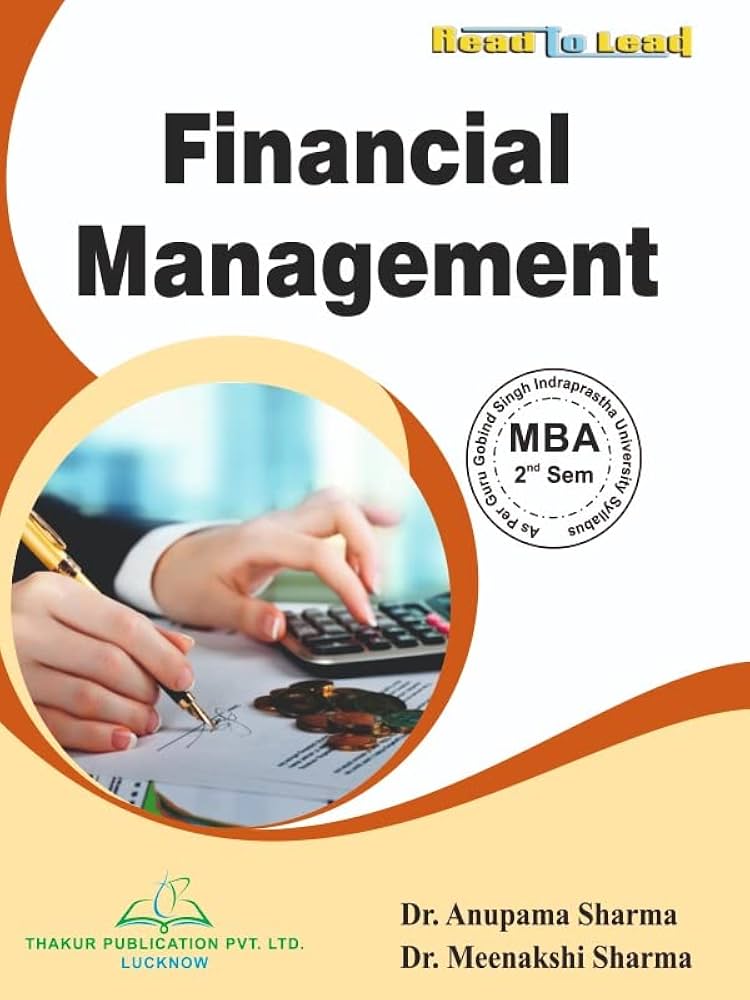 Read to Lead
Financial
Management
As Per Guru Gobind Singh Indraprastha University Syllabus
MBA
2nd Sem
THAKUR PUBLICATION PVT. LTD.
LUCKNOW
Dr. Anupama Sharma
Dr. Meenakshi Sharma